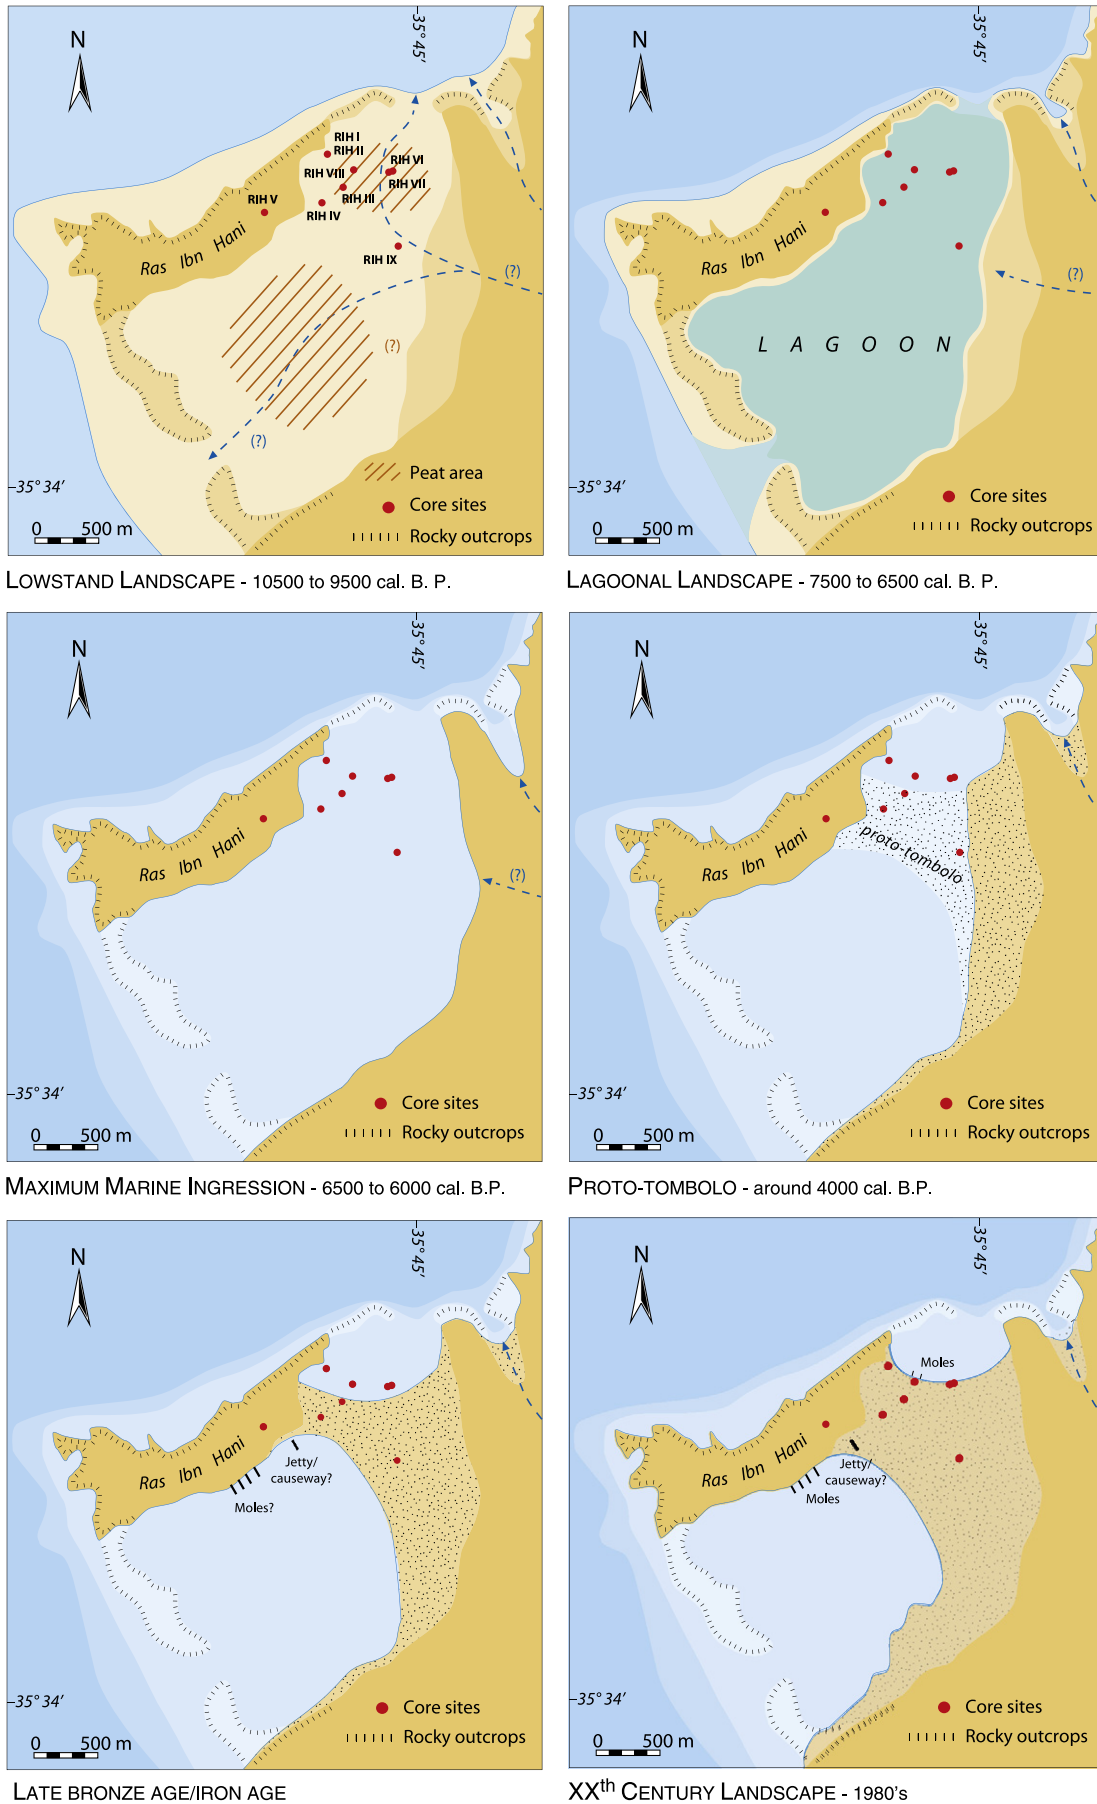 N
35° 45'
RIH I
RIH II
RIH VIII
RIH VI
RIH VII
RIH III
RIH V
RIH IV
RIH IX
Ras Ibn Hani
(?)
(?)
(?)
35° 34'
0 500 m
Peat area
Core sites
Rocky outcrops
LOWSTAND LANDSCAPE - 10500 to 9500 cal. B. P.
N
35° 45'
Ras Ibn Hani
(?)
LAGOON
35° 34'
0 500 m
Core sites
Rocky outcrops
LAGOONAL LANDSCAPE - 7500 to 6500 cal. B. P.
N
35° 45'
Ras Ibn Hani
(?)
35° 34'
0 500 m
Core sites
Rocky outcrops
MAXIMUM MARINE INGRESSION - 6500 to 6000 cal. B.P.
N
35° 45'
Ras Ibn Hani
proto-tombolo
35° 34'
0 500 m
Core sites
Rocky outcrops
PROTO-TOMBOLO - around 4000 cal. B.P.
N
35° 45'
Ras Ibn Hani
Jetty/
causeway?
Moles?
35° 34'
0 500 m
Core sites
Rocky outcrops
LATE BRONZE AGE/IRON AGE
N
35° 45'
Moles
Ras Ibn Hani
Jetty/
causeway?
Moles
35° 34'
0 500 m
Core sites
Rocky outcrops
XXth CENTURY LANDSCAPE - 1980's